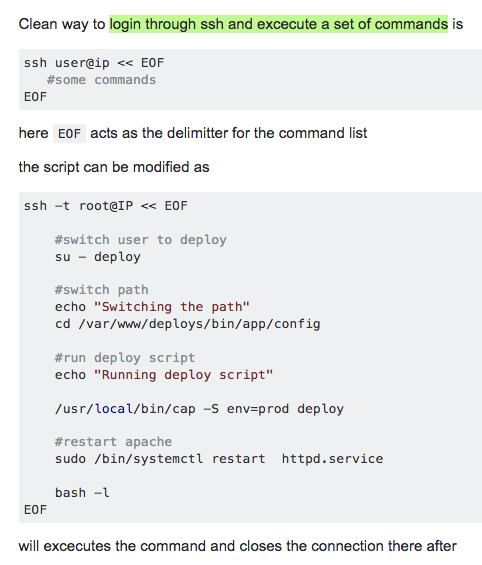 Clean way to login through ssh and excecute a set of commands is
ssh user@ip << EOF
#some commands
EOF
here EOF acts as the delimitter for the command list
the script can be modified as
ssh -t root@IP << EOF
#switch user to deploy
su - deploy
#switch path
echo "Switching the path"
cd /var/www/deploys/bin/app/config
#run deploy script
echo "Running deploy script"
/usr/local/bin/cap -S env=prod deploy
#restart apache
sudo /bin/systemctl restart  httpd.service
bash -l
EOF
will excecutes the command and closes the connection there after